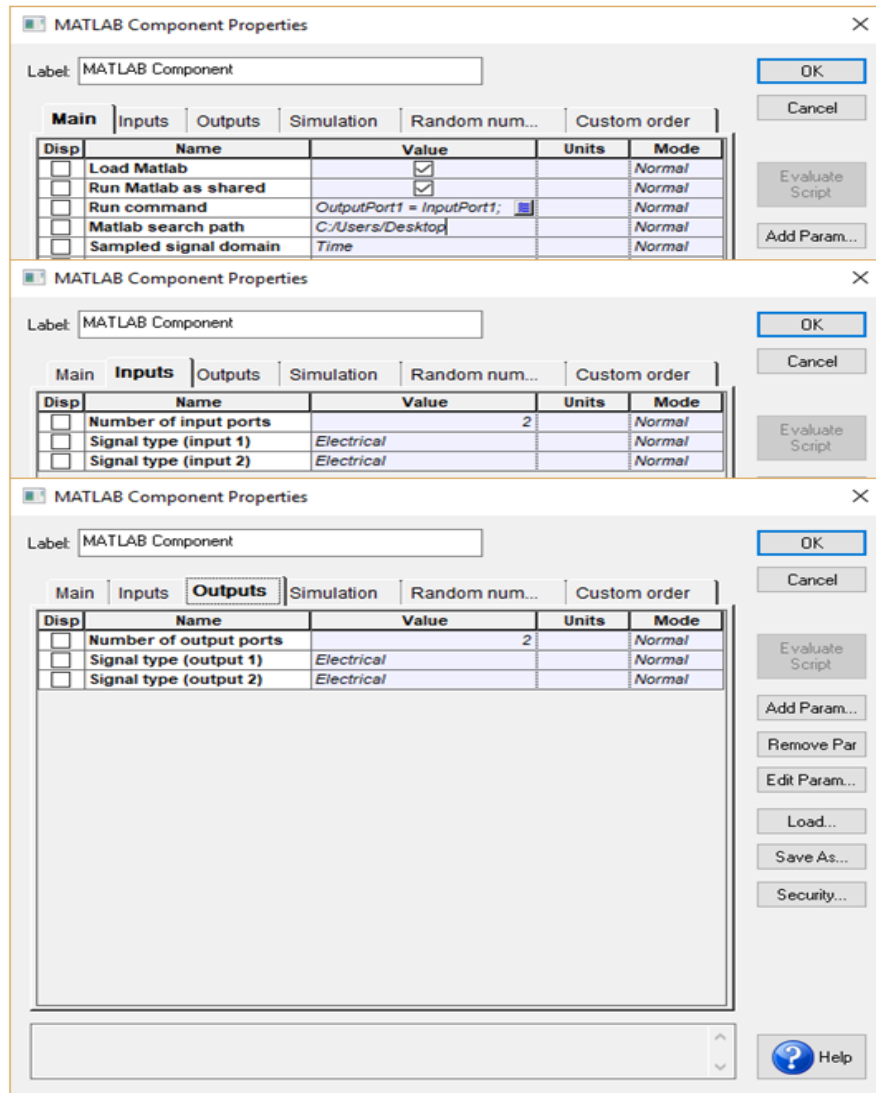 MATLAB Component Properties
Label: MATLAB Component
OK
Cancel
Main Inputs Outputs Simulation Random num... Custom order
Disp Name Value Units Mode
Load Matlab Normal
Run Matlab as shared Normal
Run command OutputPort1 = InputPort1; Normal
Matlab search path C:/Users/Desktop Normal
Sampled signal domain Time Normal
Evaluate Script
Add Param...
MATLAB Component Properties
Label: MATLAB Component
OK
Cancel
Main Inputs Outputs Simulation Random num... Custom order
Disp Name Value Units Mode
Number of input ports 2 Normal
Signal type (input 1) Electrical Normal
Signal type (input 2) Electrical Normal
Evaluate Script
MATLAB Component Properties
Label: MATLAB Component
OK
Cancel
Main Inputs Outputs Simulation Random num... Custom order
Disp Name Value Units Mode
Number of output ports 2 Normal
Signal type (output 1) Electrical Normal
Signal type (output 2) Electrical Normal
Evaluate Script
Add Param...
Remove Par
Edit Param...
Load...
Save As...
Security...
Help